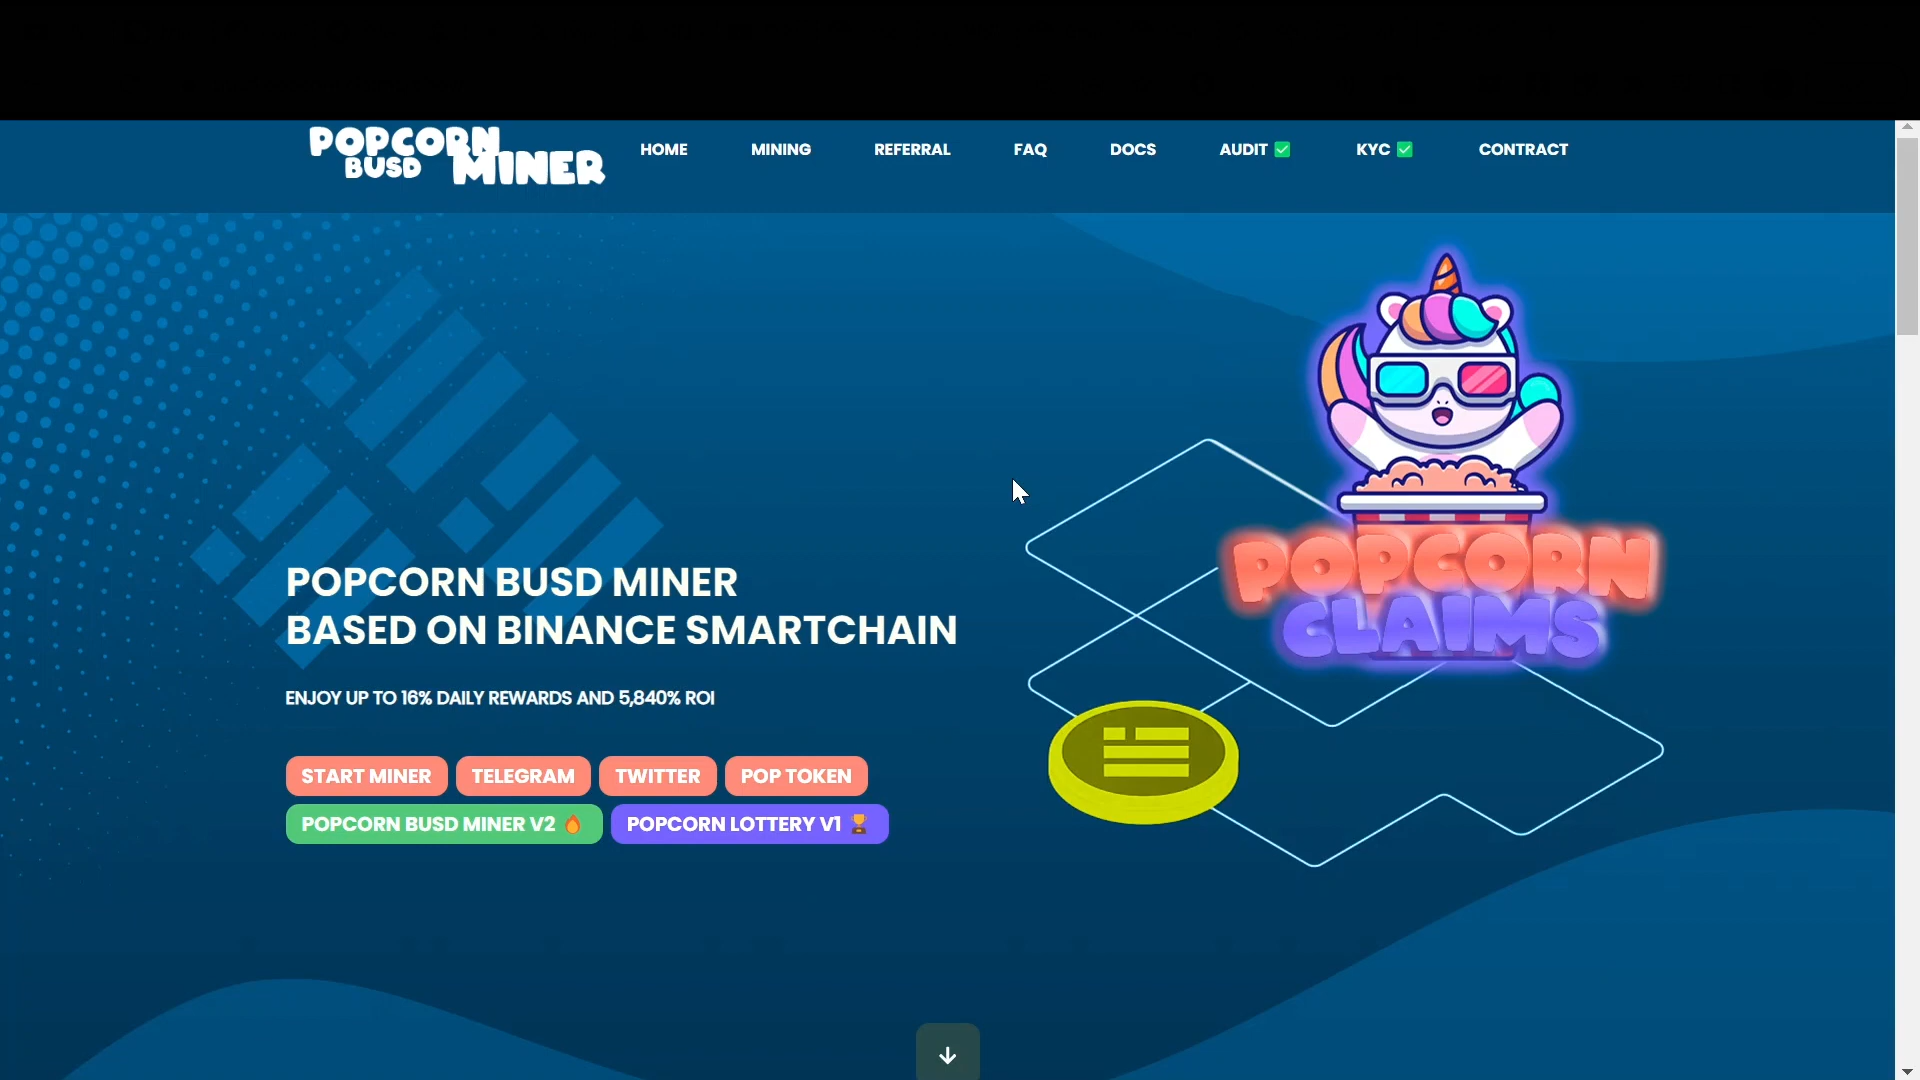 POPCORN
BUSD MINER
HOME
MINING
REFERRAL
FAQ
DOCS
AUDIT ✅
KYC ✅
CONTRACT
POPCORN BUSD MINER
BASED ON BINANCE SMARTCHAIN
ENJOY UP TO 16% DAILY REWARDS AND 5,840% ROI
START MINER
TELEGRAM
TWITTER
POP TOKEN
POPCORN BUSD MINER V2 🔥
POPCORN LOTTERY V1 🏆
POPCORN
CLAIMS